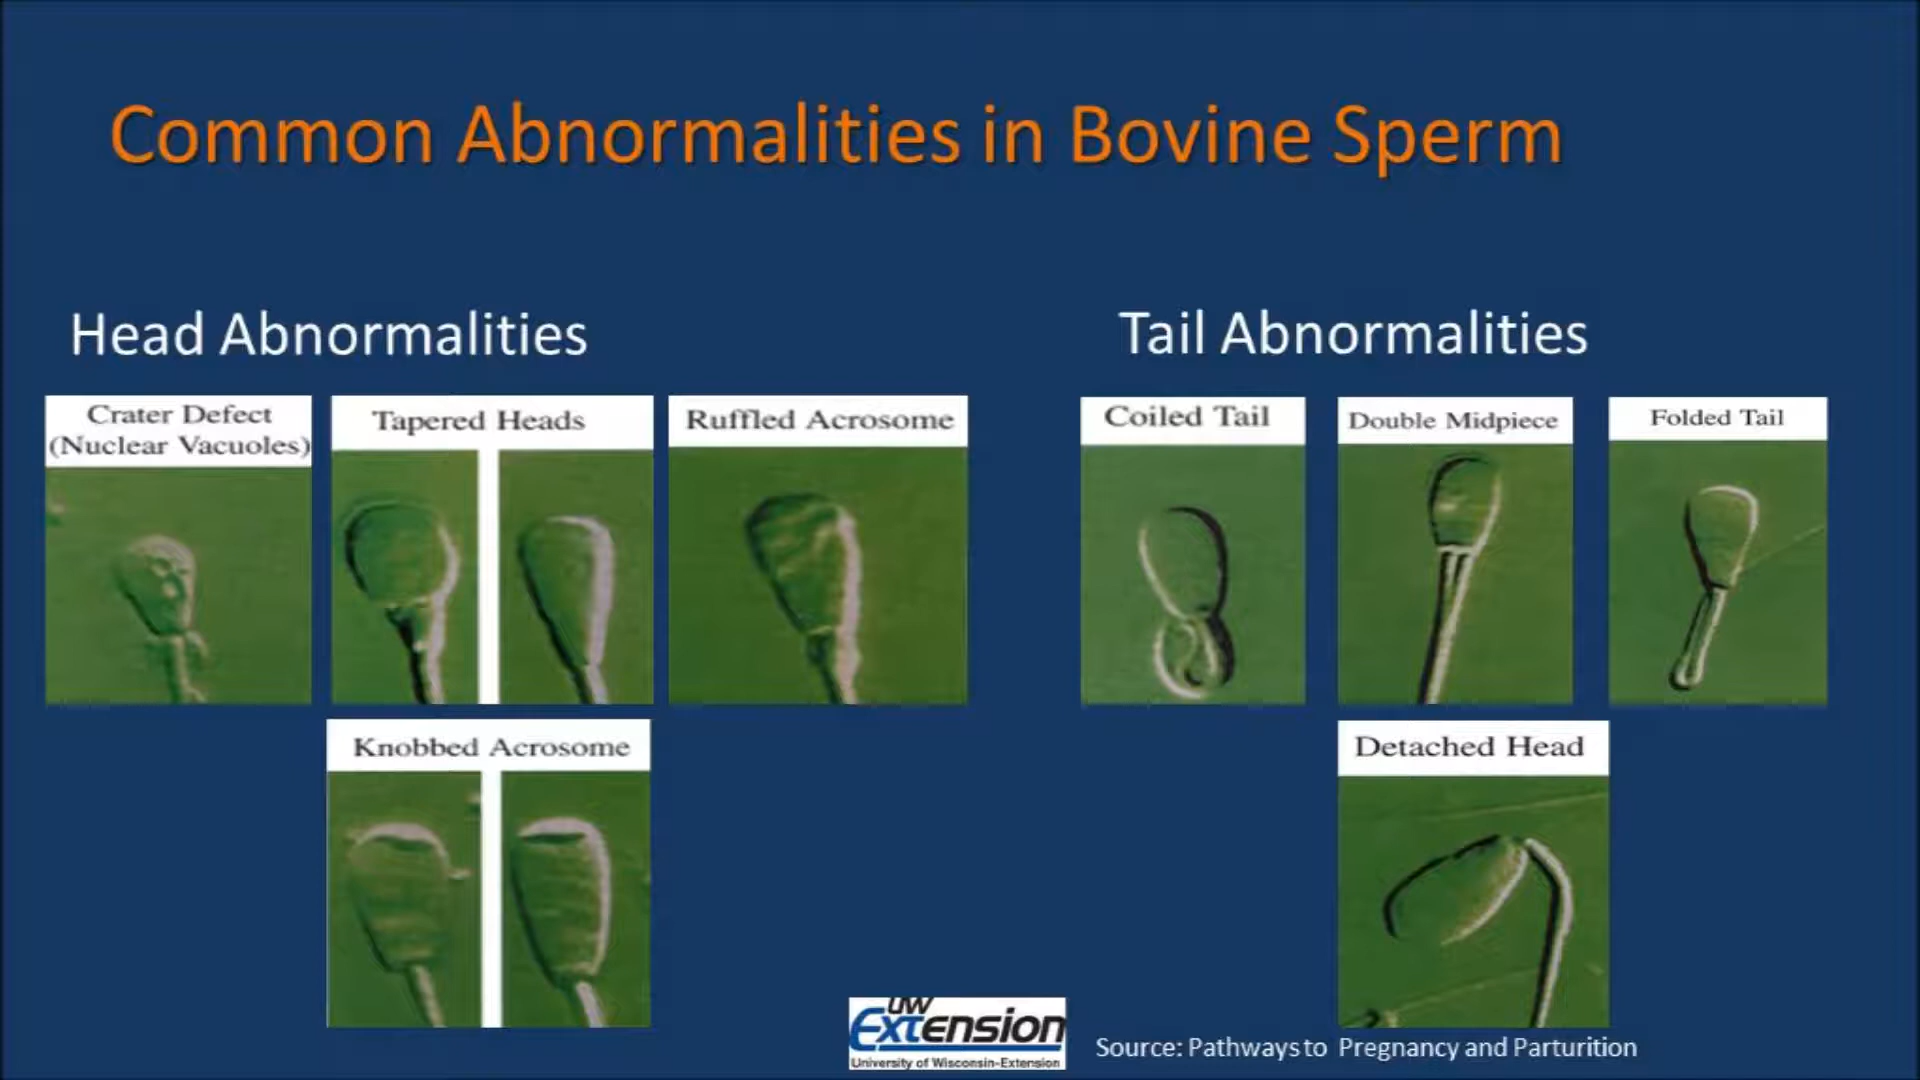 Common Abnormalities in Bovine Sperm
Head Abnormalities
Crater Defect
(Nuclear Vacuoles)
Tapered Heads
Ruffled Acrosome
Knobbed Acrosome
Tail Abnormalities
Coiled Tail
Double Midpiece
Folded Tail
Detached Head
UW
Extension
University of Wisconsin-Extension
Source: Pathways to Pregnancy and Parturition